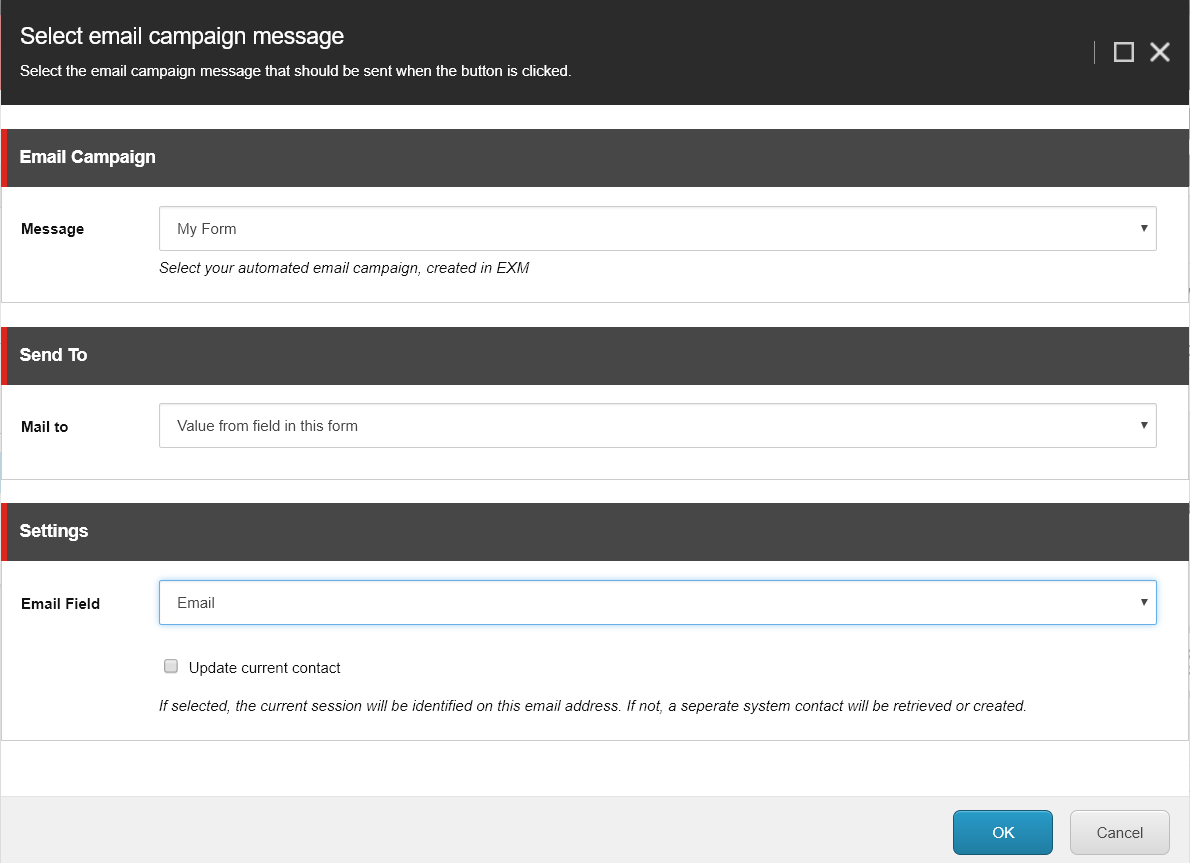 Select email campaign message
Select the email campaign message that should be sent when the button is clicked.
Email Campaign
Message
My Form
Select your automated email campaign, created in EXM
Send To
Mail to
Value from field in this form
Settings
Email Field
Email
Update current contact
If selected, the current session will be identified on this email address. If not, a seperate system contact will be retrieved or created.
OK
Cancel